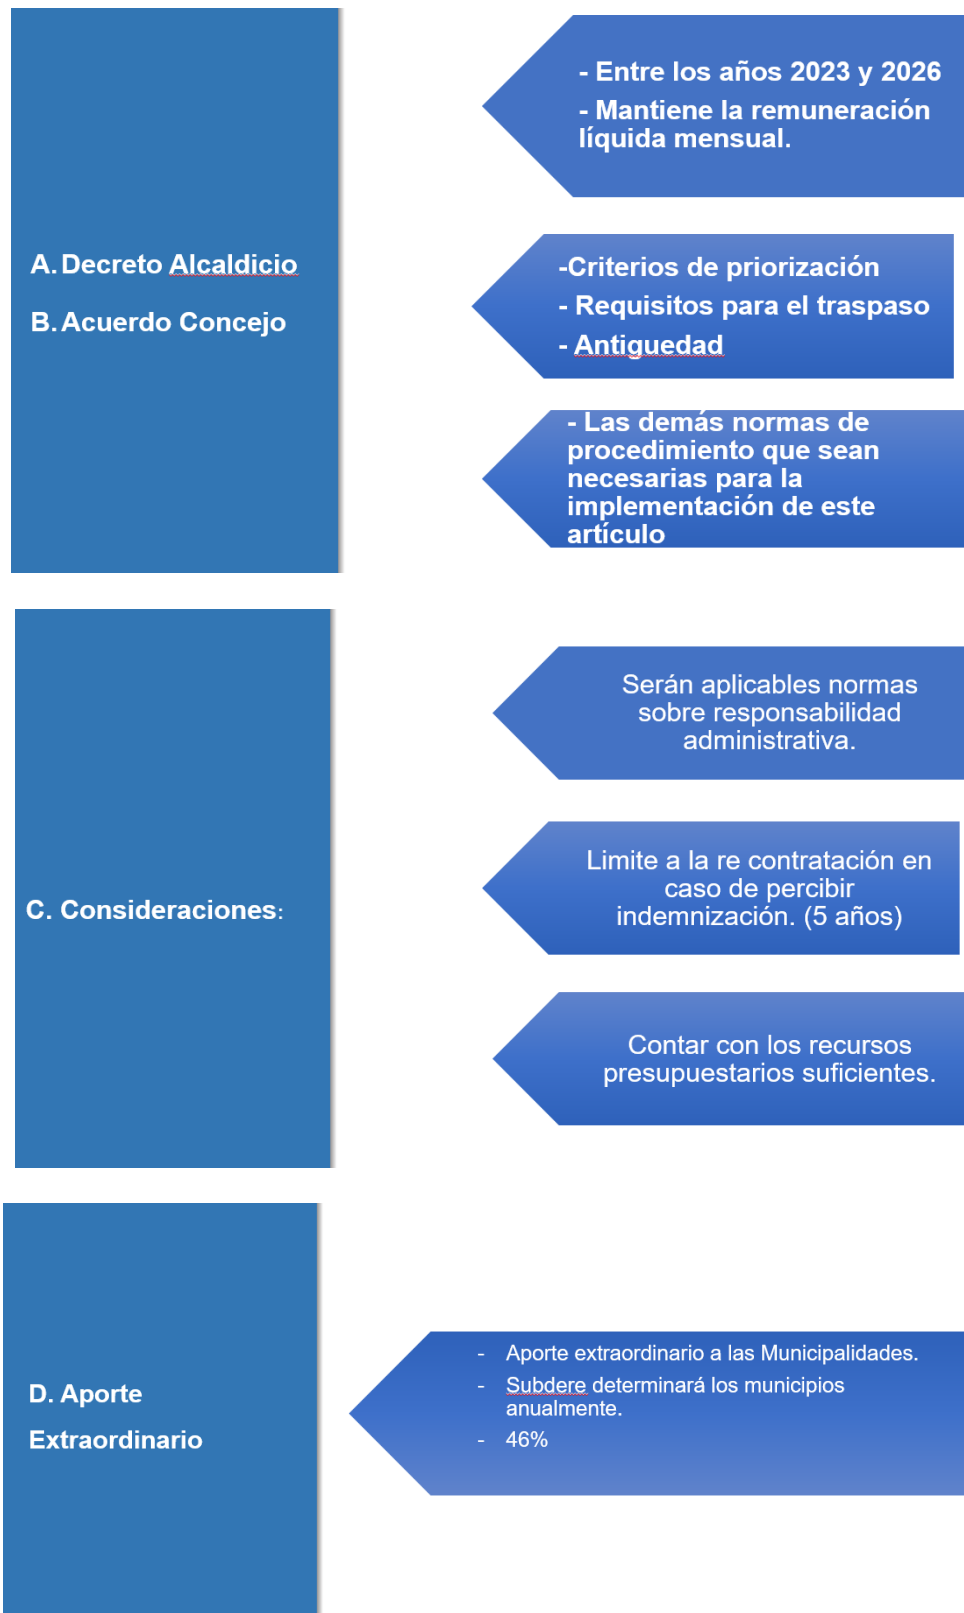 - Entre los años 2023 y 2026
- Mantiene la remuneración
líquida mensual.
A. Decreto Alcaldicio
B. Acuerdo Concejo
-Criterios de priorización
- Requisitos para el traspaso
- Antiguedad
- Las demás normas de
procedimiento que sean
necesarias para la
implementación de este
artículo
C. Consideraciones:
Serán aplicables normas
sobre responsabilidad
administrativa.
Limite a la re contratación en
caso de percibir
indemnización. (5 años)
Contar con los recursos
presupuestarios suficientes.
D. Aporte
Extraordinario
- Aporte extraordinario a las Municipalidades.
- Subdere determinará los municipios
anualmente.
- 46%